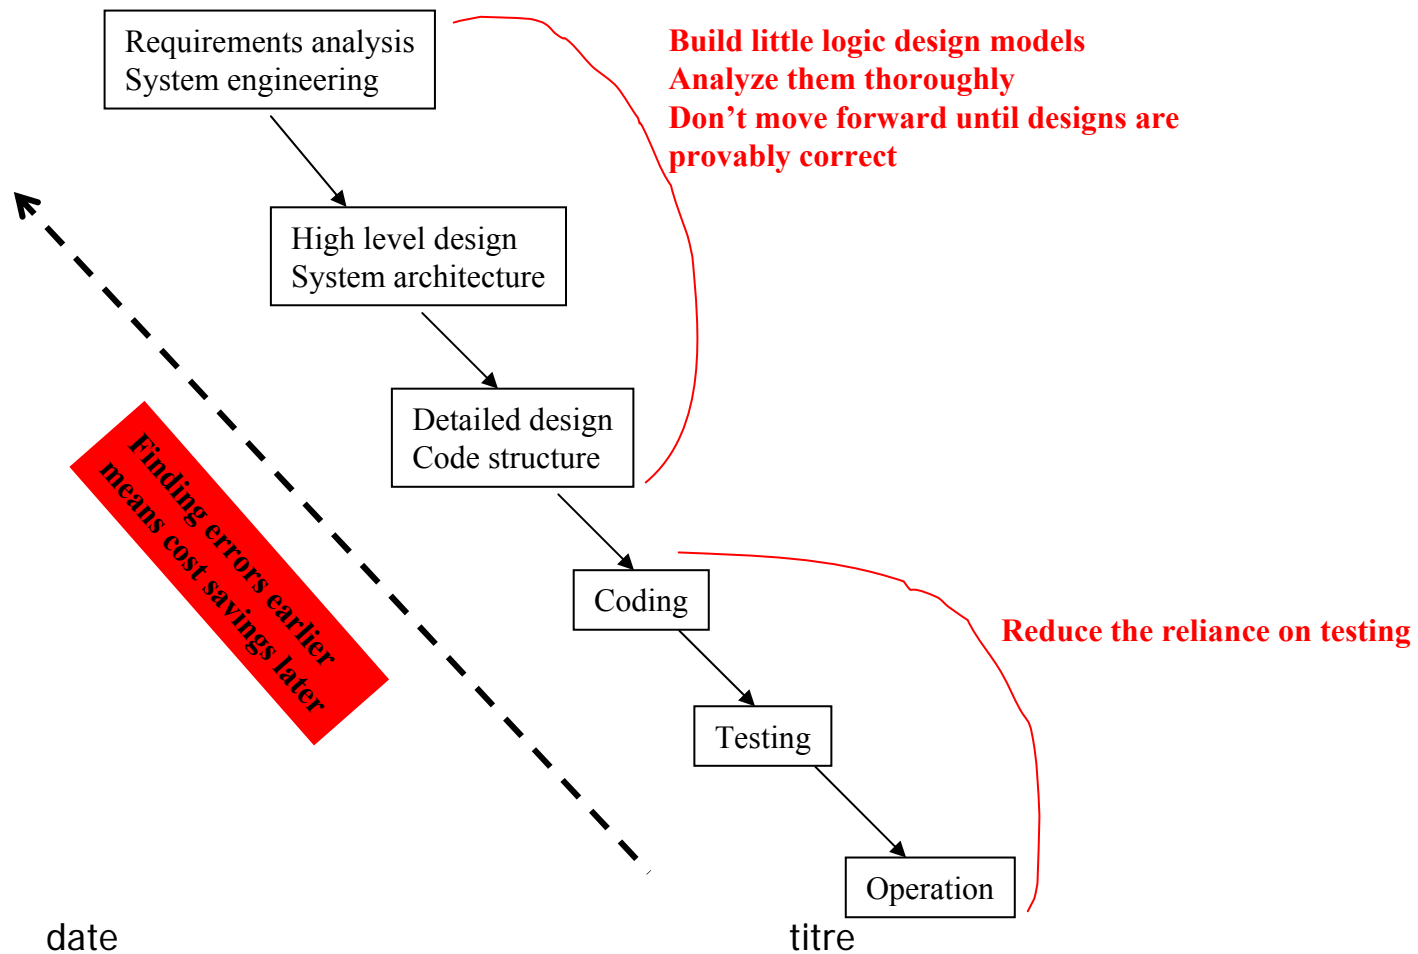 Requirements analysis
System engineering
Build little logic design models
Analyze them thoroughly
Don’t move forward until designs are
provably correct
High level design
System architecture
Detailed design
Code structure
Finding errors earlier
means cost savings later
Coding
Reduce the reliance on testing
Testing
Operation
date
titre